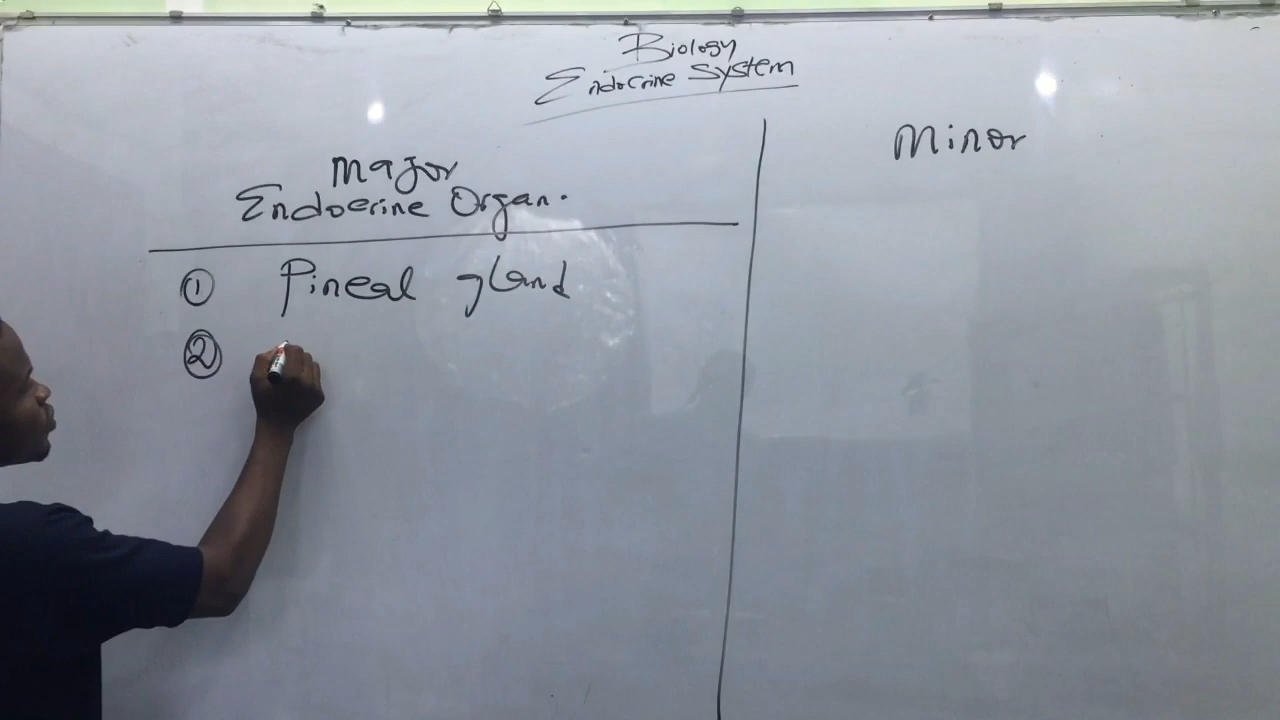 Biology
Endocrine System
Major
Endocrine Organ.
Minor
① Pineal gland
②